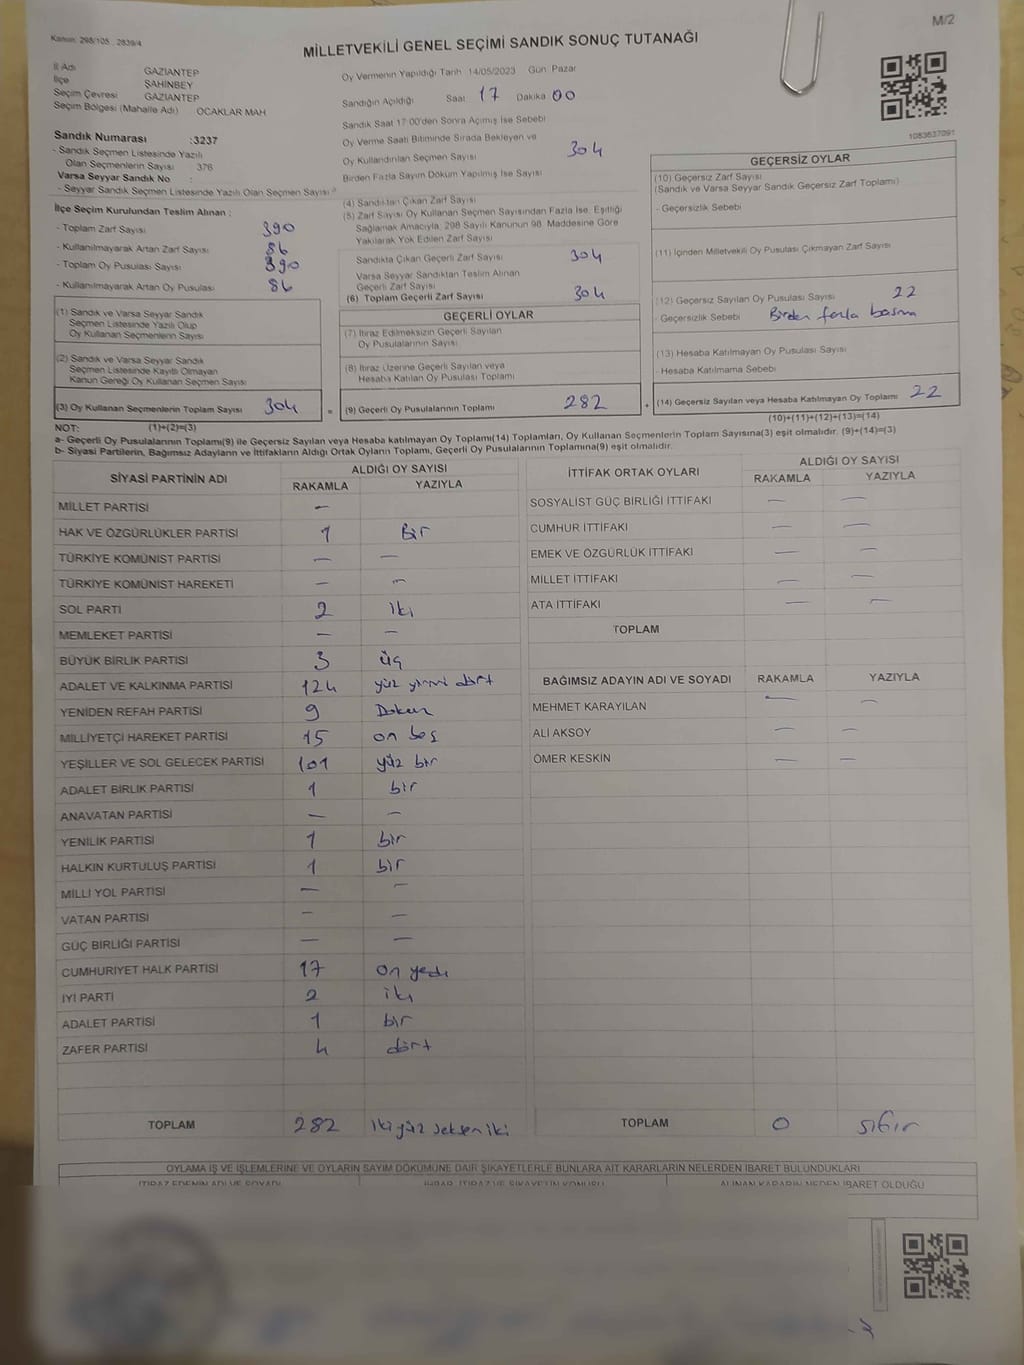 M/2
Kanun: 298/105 , 2839/4
MİLLETVEKİLİ GENEL SEÇİMİ SANDIK SONUÇ TUTANAĞI
İl Adı GAZIANTEP
İlçe ŞAHİNBEY
Seçim Çevresi GAZIANTEP
Seçim Bölgesi (Mahalle Adı) OCAKLAR MAH
Sandık Numarası :3237
- Sandık Seçmen Listesinde Yazılı
Olan Seçmenlerin Sayısı 376
Varsa Seyyar Sandık No :
- Seyyar Sandık Seçmen Listesinde Yazılı Olan Seçmen Sayısı
Oy Vermenin Yapıldığı Tarih 14/05/2023 Gün Pazar
Sandığın Açıldığı Saat 17 Dakika 00
Sandık Saat 17:00'den Sonra Açımış İse Sebebi
Oy Verme Saati Bitiminde Sırada Bekleyen ve
Oy Kullandırılan Seçmen Sayısı 304
Birden Fazla Sayım Döküm Yapılmış İse Sayısı
1083637091
İlçe Seçim Kurulundan Teslim Alınan :
- Toplam Zarf Sayısı 390
- Kullanılmayarak Artan Zarf Sayısı 86
- Toplam Oy Pusulası Sayısı 390
- Kullanılmayarak Artan Oy Pusulası 86
(4) Sandıktan Çıkan Zarf Sayısı
(5) Zarf Sayısı Oy Kullanan Seçmen Sayısından Fazla İse, Eşitliği
Sağlamak Amacıyla, 298 Sayılı Kanunun 98. Maddesine Göre
Yakılarak Yok Edilen Zarf Sayısı
Sandıkta Çıkan Geçerli Zarf Sayısı 304
Varsa Seyyar Sandıktan Teslim Alınan
Geçerli Zarf Sayısı
(6) Toplam Geçerli Zarf Sayısı 304
GEÇERSİZ OYLAR
(10) Geçersiz Zarf Sayısı
(Sandık ve Varsa Seyyar Sandık Geçersiz Zarf Toplamı)
- Geçersizlik Sebebi
(11) İçinden Milletvekili Oy Pusulası Çıkmayan Zarf Sayısı
(12) Geçersiz Sayılan Oy Pusulası Sayısı 22
- Geçersizlik Sebebi Birden fazla basma
(13) Hesaba Katılmayan Oy Pusulası Sayısı
- Hesaba Katılmama Sebebi
(14) Geçersiz Sayılan veya Hesaba Katılmayan Oy Toplamı 22
(10)+(11)+(12)+(13)=(14)
(1) Sandık ve Varsa Seyyar Sandık
Seçmen Listesinde Yazılı Olup
Oy Kullanan Seçmenlerin Sayısı
(2) Sandık ve Varsa Seyyar Sandık
Seçmen Listesinde Kayıtlı Olmayan
Kanun Gereği Oy Kullanan Seçmen Sayısı
(3) Oy Kullanan Seçmenlerin Toplam Sayısı 304 =
(1)+(2)=(3)
GEÇERLİ OYLAR
(7) İtiraz Edilmeksizin Geçerli Sayılan
Oy Pusulalarının Sayısı
(8) İtiraz Üzerine Geçerli Sayılan veya
Hesaba Katılan Oy Pusulası Toplamı
(9) Geçerli Oy Pusulalarının Toplamı 282 +
NOT:
a- Geçerli Oy Pusulalarının Toplamı(9) ile Geçersiz Sayılan veya Hesaba katılmayan Oy Toplamı(14) Toplamları, Oy Kullanan Seçmenlerin Toplam Sayısına(3) eşit olmalıdır. (9)+(14)=(3)
b- Siyasi Partilerin, Bağımsız Adayların ve İttifakların Aldığı Ortak Oyların Toplamı, Geçerli Oy Pusulalarının Toplamına(9) eşit olmalıdır.
SİYASİ PARTİNİN ADI ALDIĞI OY SAYISI
RAKAMLA YAZIYLA
MİLLET PARTİSİ –
HAK VE ÖZGÜRLÜKLER PARTİSİ 1 Bir
TÜRKİYE KOMÜNİST PARTİSİ – –
TÜRKİYE KOMÜNİST HAREKETİ – –
SOL PARTİ 2 iki
MEMLEKET PARTİSİ – –
BÜYÜK BİRLİK PARTİSİ 3 üç
ADALET VE KALKINMA PARTİSİ 124 yüz yirmi dört
YENİDEN REFAH PARTİSİ 9 Dokuz
MİLLİYETÇİ HAREKET PARTİSİ 15 on beş
YEŞİLLER VE SOL GELECEK PARTİSİ 101 yüz bir
ADALET BİRLİK PARTİSİ 1 bir
ANAVATAN PARTİSİ – –
YENİLİK PARTİSİ 1 bir
HALKIN KURTULUŞ PARTİSİ 1 bir
MİLLİ YOL PARTİSİ – –
VATAN PARTİSİ – –
GÜÇ BİRLİĞİ PARTİSİ – –
CUMHURİYET HALK PARTİSİ 17 on yedi
İYİ PARTİ 2 iki
ADALET PARTİSİ 1 bir
ZAFER PARTİSİ 4 dört
TOPLAM 282 ikiyüz seksen iki
İTTİFAK ORTAK OYLARI ALDIĞI OY SAYISI
RAKAMLA YAZIYLA
SOSYALİST GÜÇ BİRLİĞİ İTTİFAKI – –
CUMHUR İTTİFAKI – –
EMEK VE ÖZGÜRLÜK İTTİFAKI – –
MİLLET İTTİFAKI – –
ATA İTTİFAKI – –
TOPLAM
BAĞIMSIZ ADAYIN ADI VE SOYADI RAKAMLA YAZIYLA
MEHMET KARAYILAN – –
ALİ AKSOY – –
ÖMER KESKİN – –
TOPLAM 0 sıfır
OYLAMA İŞ VE İŞLEMLERİNE VE OYLARIN SAYIM DÖKÜMÜNE DAİR ŞİKAYETLERLE BUNLARA AİT KARARLARIN NELERDEN İBARET BULUNDUKLARI
İTİRAZ EDENİN ADI VE SOYADI İHBAR, İTİRAZ VE ŞİKAYETİN KONUSU ALINAN KARARIN NEDEN İBARET OLDUĞU